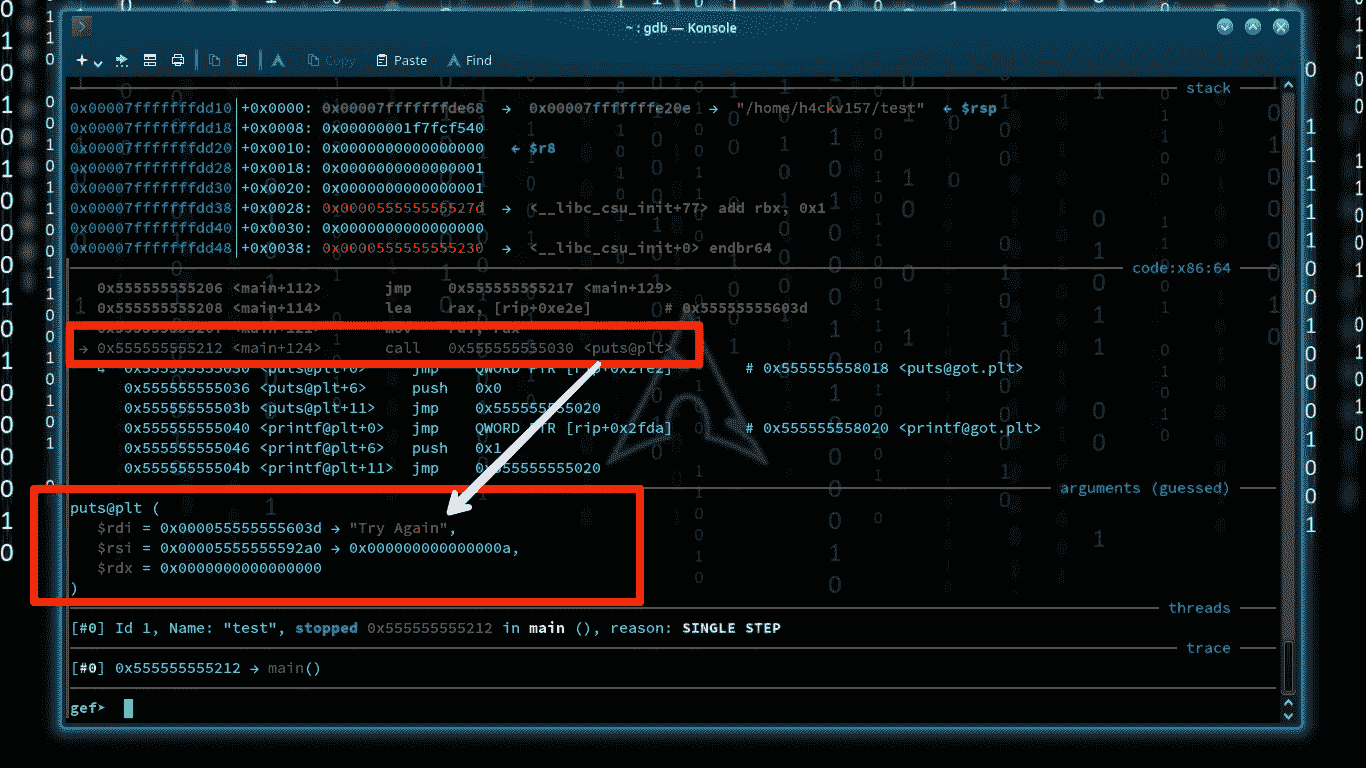 ~ : gdb — Konsole
Copy Paste Find
stack
0x00007fffffffdd10│+0x0000: 0x00007fffffffde68 → 0x00007fffffffe20e → "/home/h4ckv157/test" ← $rsp
0x00007fffffffdd18│+0x0008: 0x00000001f7fcf540
0x00007fffffffdd20│+0x0010: 0x0000000000000000 ← $r8
0x00007fffffffdd28│+0x0018: 0x0000000000000001
0x00007fffffffdd30│+0x0020: 0x0000000000000001
0x00007fffffffdd38│+0x0028: 0x000055555555527d → <__libc_csu_init+77> add rbx, 0x1
0x00007fffffffdd40│+0x0030: 0x0000000000000000
0x00007fffffffdd48│+0x0038: 0x0000555555555230 → <__libc_csu_init+0> endbr64
code:x86:64
0x555555555206 <main+112> jmp 0x555555555217 <main+129>
0x555555555208 <main+114> lea rax, [rip+0xe2e] # 0x55555555603d
→ 0x555555555212 <main+124> call 0x555555555030 <puts@plt>
↳ 0x555555555030 <puts@plt+0> jmp QWORD PTR [rip+0x2fe2] # 0x555555558018 <puts@got.plt>
0x555555555036 <puts@plt+6> push 0x0
0x55555555503b <puts@plt+11> jmp 0x555555555020
0x555555555040 <printf@plt+0> jmp QWORD PTR [rip+0x2fda] # 0x555555558020 <printf@got.plt>
0x555555555046 <printf@plt+6> push 0x1
0x55555555504b <printf@plt+11> jmp 0x555555555020
arguments (guessed)
puts@plt (
$rdi = 0x000055555555603d → "Try Again",
$rsi = 0x00005555555592a0 → 0x000000000000000a,
$rdx = 0x0000000000000000
)
threads
[#0] Id 1, Name: "test", stopped 0x555555555212 in main (), reason: SINGLE STEP
trace
[#0] 0x555555555212 → main()
gef➤